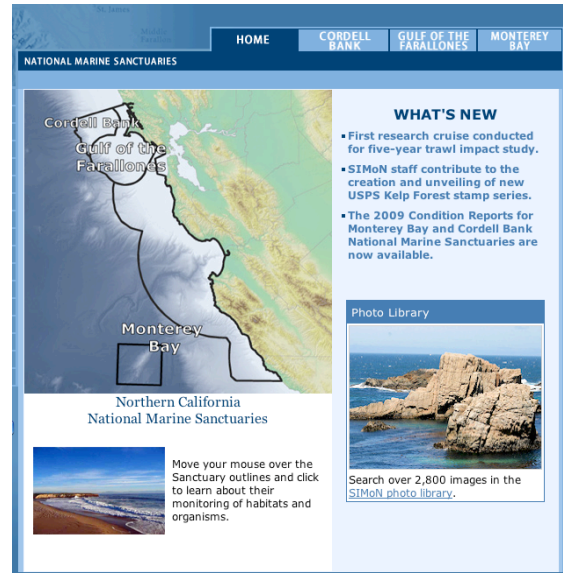 HOME
CORDELL
BANK
GULF OF THE
FARALLONES
MONTEREY
BAY
NATIONAL MARINE SANCTUARIES
Cordell Bank
Gulf of the
Farallones
Monterey
Bay
Northern California
National Marine Sanctuaries
Move your mouse over the
Sanctuary outlines and click
to learn about their
monitoring of habitats and
organisms.
WHAT'S NEW
First research cruise conducted
for five-year trawl impact study.
SIMoN staff contribute to the
creation and unveiling of new
USPS Kelp Forest stamp series.
The 2009 Condition Reports for
Monterey Bay and Cordell Bank
National Marine Sanctuaries are
now available.
Photo Library
Search over 2,800 images in the
SIMoN photo library.